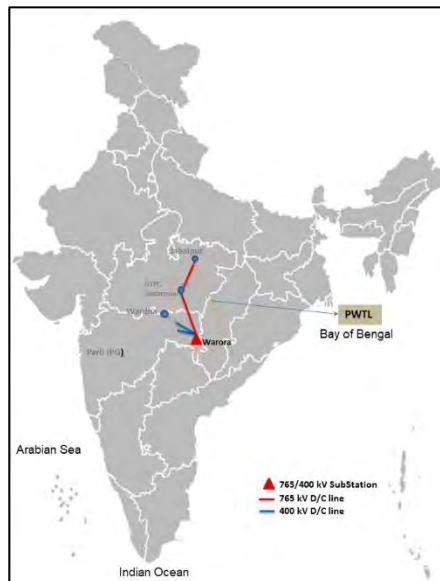 Jabalpur
Wardha
Warora
Parli (PG)
PWTL
Bay of Bengal
Arabian Sea
765/400 kV SubStation
765 kV D/C line
400 kV D/C line
Indian Ocean